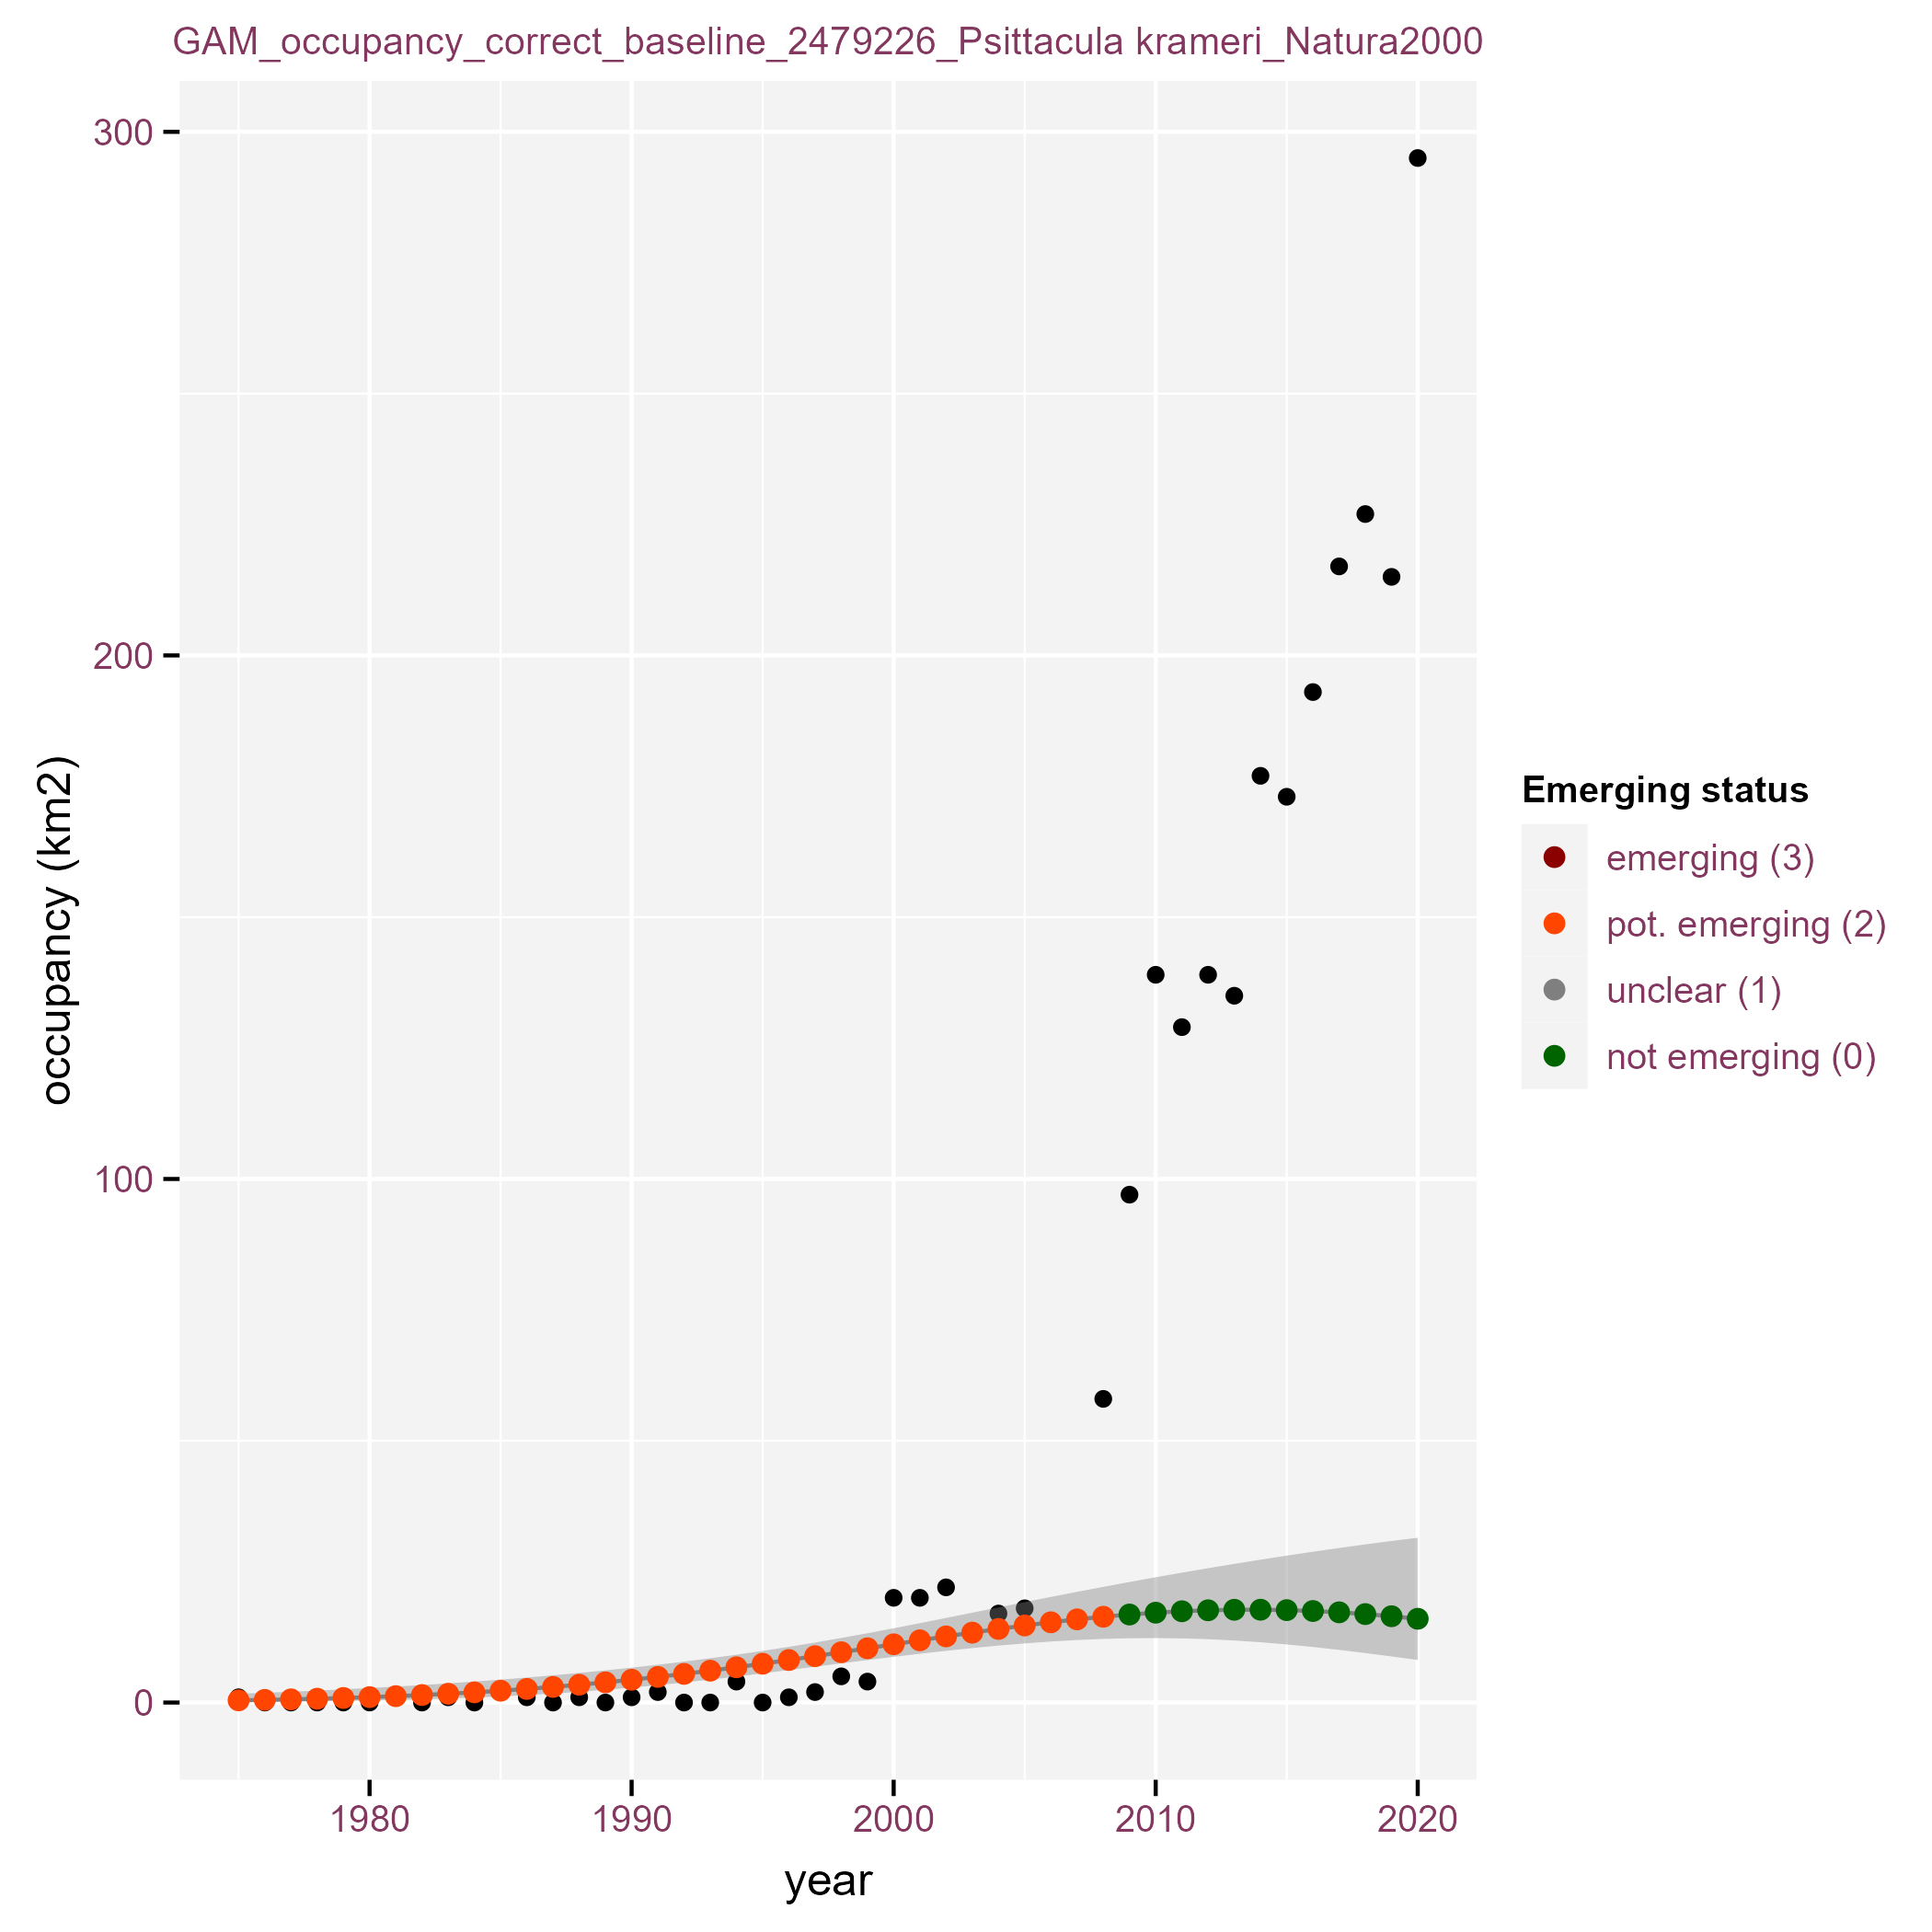 GAM_occupancy_correct_baseline_2479226_Psittacula krameri_Natura2000
300
200
100
0
occupancy (km2)
1980
1990
2000
2010
2020
year
Emerging status
emerging (3)
pot. emerging (2)
unclear (1)
not emerging (0)